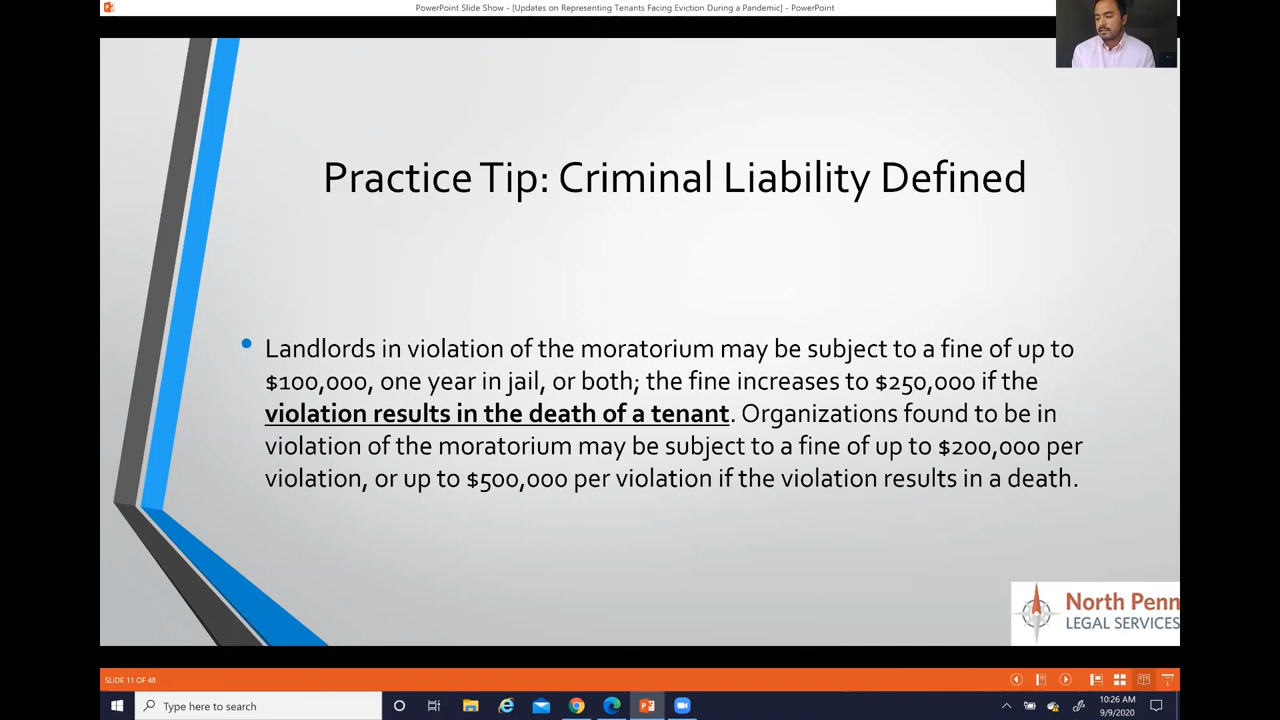 PowerPoint Slide Show - [Updates on Representing Tenants Facing Eviction During a Pandemic] - PowerPoint
Practice Tip: Criminal Liability Defined
• Landlords in violation of the moratorium may be subject to a fine of up to
$100,000, one year in jail, or both; the fine increases to $250,000 if the
violation results in the death of a tenant. Organizations found to be in
violation of the moratorium may be subject to a fine of up to $200,000 per
violation, or up to $500,000 per violation if the violation results in a death.
North Penn
LEGAL SERVICES
SLIDE 11 OF 48
Type here to search
10:26 AM
9/9/2020